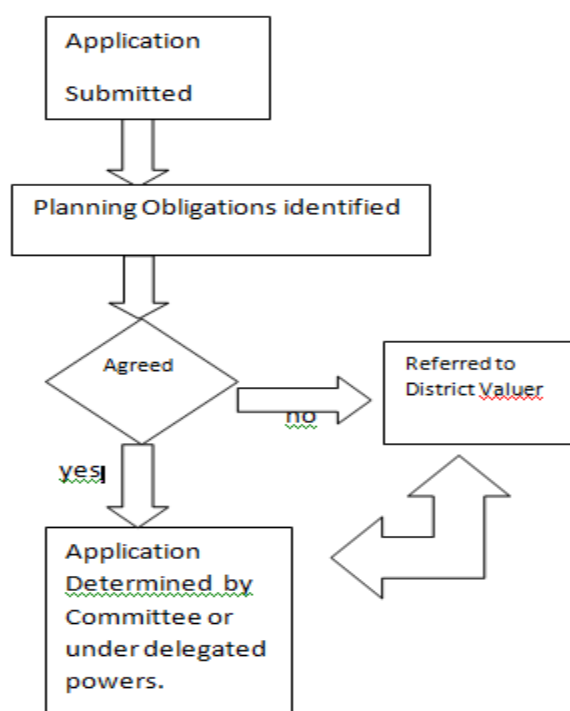 Application
Submitted
Planning Obligations identified
Agreed
Referred to
District Valuer
no
yes
Application
Determined by
Committee or
under delegated
powers.